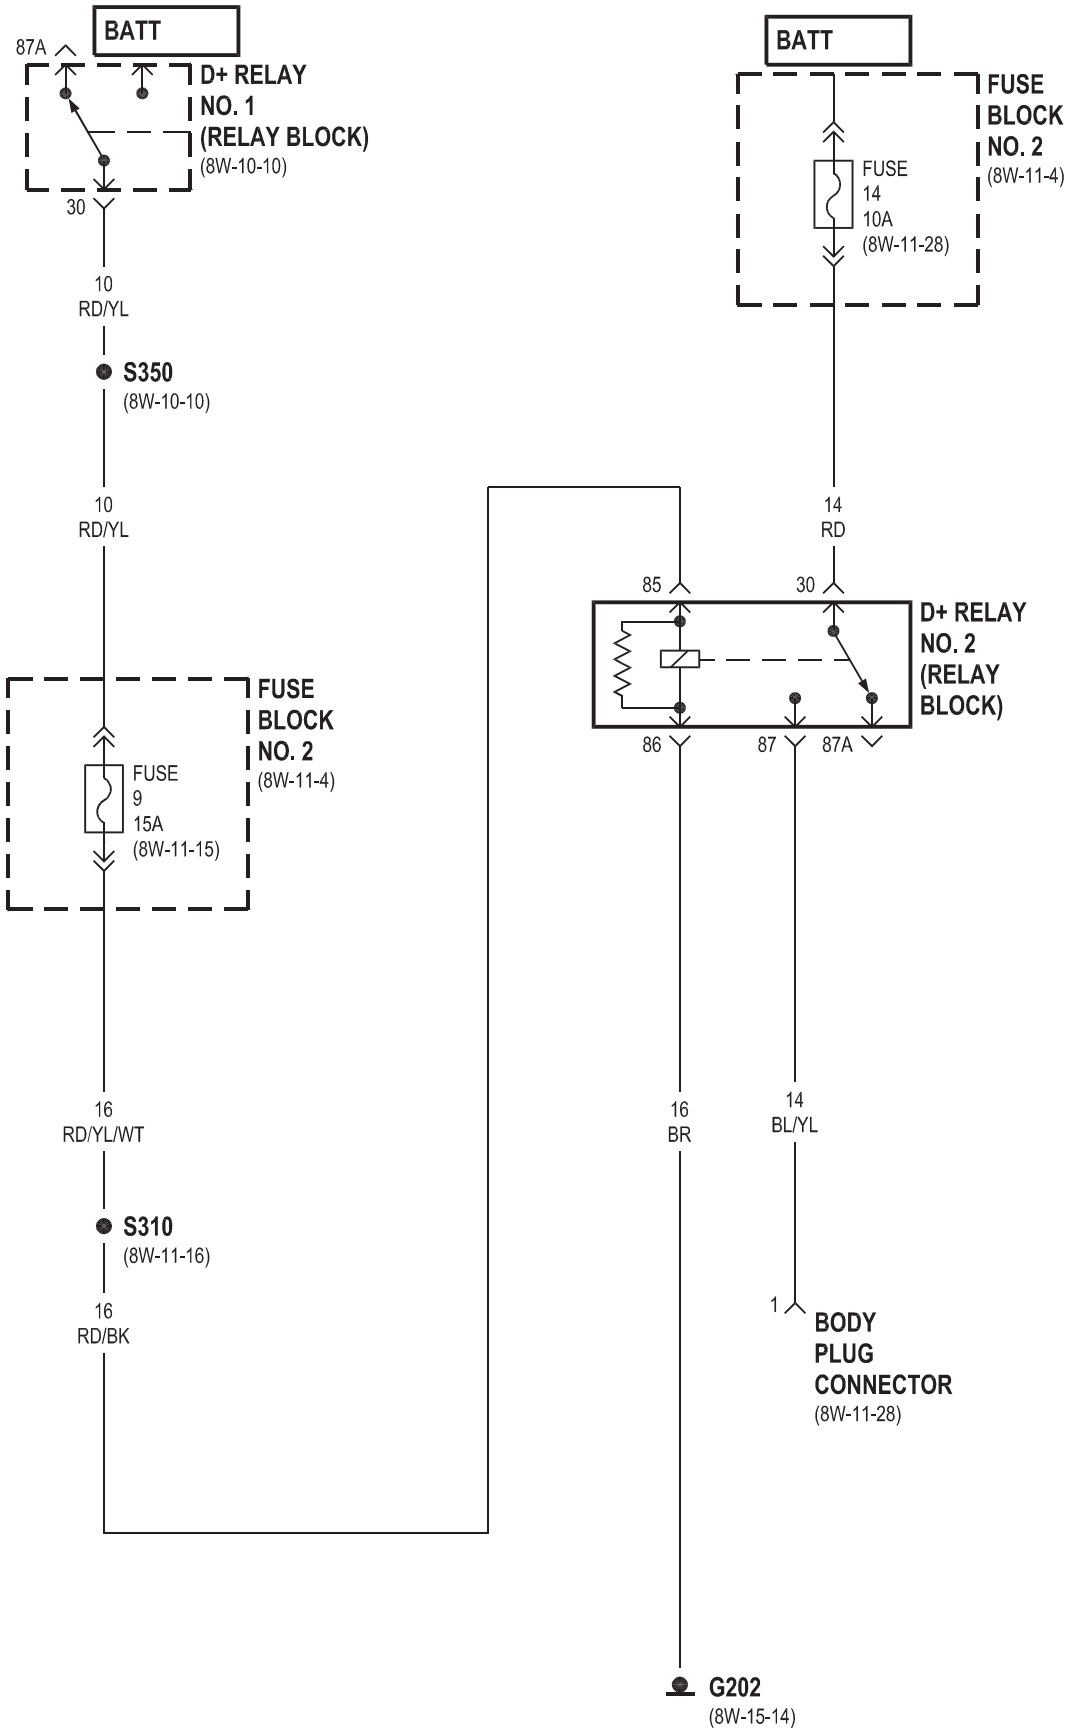 BATT
87A
D+ RELAY
NO. 1
(RELAY BLOCK)
(8W-10-10)
30
10
RD/YL
S350
(8W-10-10)
10
RD/YL
FUSE
BLOCK
NO. 2
(8W-11-4)
FUSE
9
15A
(8W-11-15)
16
RD/YL/WT
S310
(8W-11-16)
16
RD/BK
BATT
FUSE
BLOCK
NO. 2
(8W-11-4)
FUSE
14
10A
(8W-11-28)
14
RD
85
30
D+ RELAY
NO. 2
(RELAY
BLOCK)
86
87
87A
16
BR
14
BL/YL
1
BODY
PLUG
CONNECTOR
(8W-11-28)
G202
(8W-15-14)